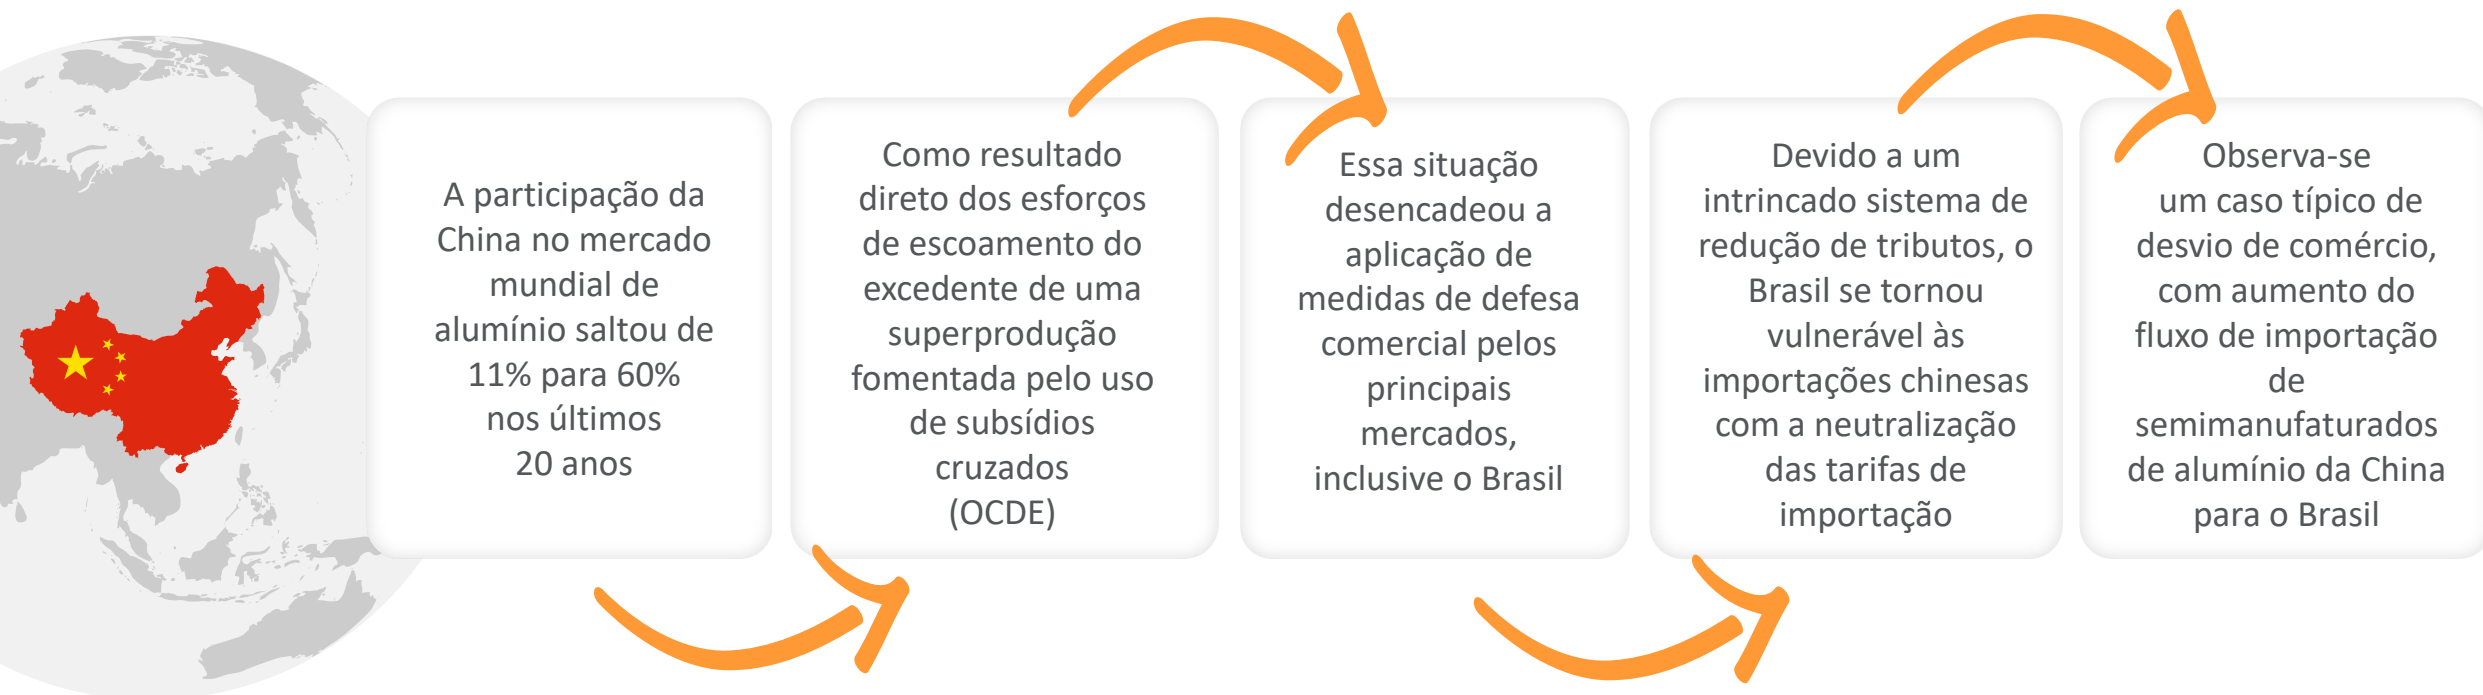 A participação da
China no mercado
mundial de
alumínio saltou de
11% para 60%
nos últimos
20 anos
Como resultado
direto dos esforços
de escoamento do
excedente de uma
superprodução
fomentada pelo uso
de subsídios
cruzados
(OCDE)
Essa situação
desencadeou a
aplicação de
medidas de defesa
comercial pelos
principais
mercados,
inclusive o Brasil
Devido a um
intrincado sistema de
redução de tributos, o
Brasil se tornou
vulnerável às
importações chinesas
com a neutralização
das tarifas de
importação
Observa-se
um caso típico de
desvio de comércio,
com aumento do
fluxo de importação
de
semimanufaturados
de alumínio da China
para o Brasil